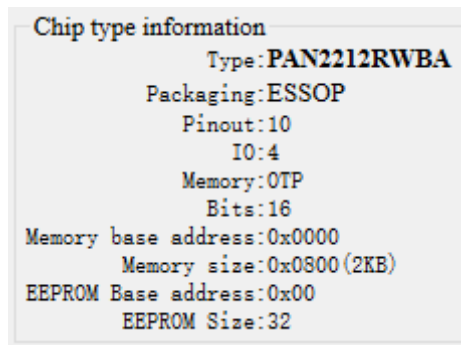 Chip type information
Type:PAN2212RWBA
Packaging:ESSOP
Pinout:10
IO:4
Memory:OTP
Bits:16
Memory base address:0x0000
Memory size:0x0800(2KB)
EEPROM Base address:0x00
EEPROM Size:32